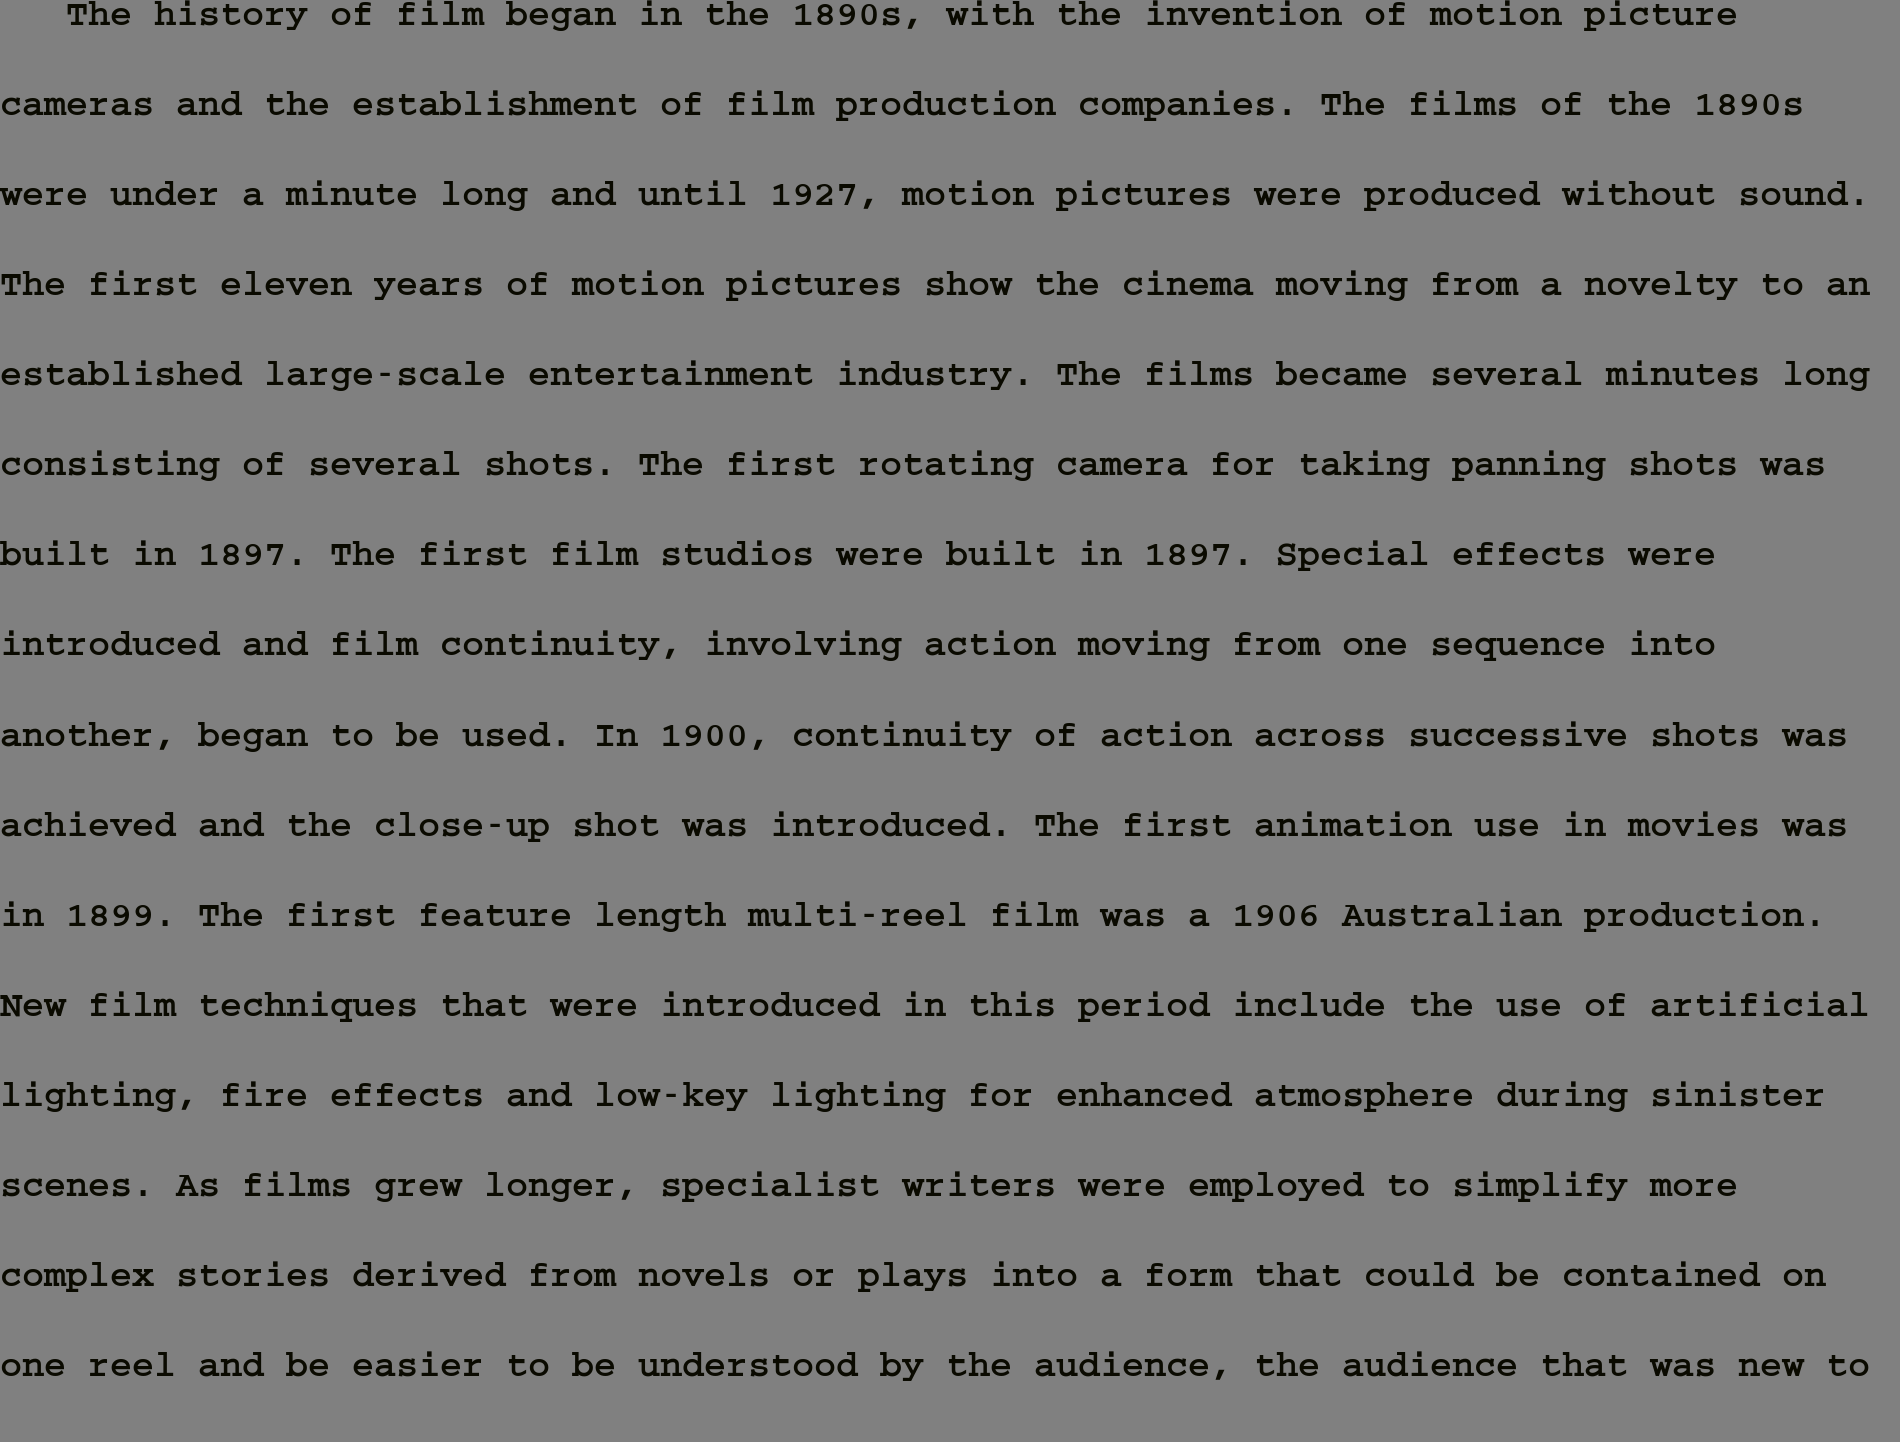 The history of film began in the 1890s, with the invention of motion picture
cameras and the establishment of film production companies. The films of the 1890s
were under a minute long and until 1927, motion pictures were produced without sound.
The first eleven years of motion pictures show the cinema moving from a novelty to an
established large-scale entertainment industry. The films became several minutes long
consisting of several shots. The first rotating camera for taking panning shots was
built in 1897. The first film studios were built in 1897. Special effects were
introduced and film continuity, involving action moving from one sequence into
another, began to be used. In 1900, continuity of action across successive shots was
achieved and the close-up shot was introduced. The first animation use in movies was
in 1899. The first feature length multi-reel film was a 1906 Australian production.
New film techniques that were introduced in this period include the use of artificial
lighting, fire effects and low-key lighting for enhanced atmosphere during sinister
scenes. As films grew longer, specialist writers were employed to simplify more
complex stories derived from novels or plays into a form that could be contained on
one reel and be easier to be understood by the audience, the audience that was new to